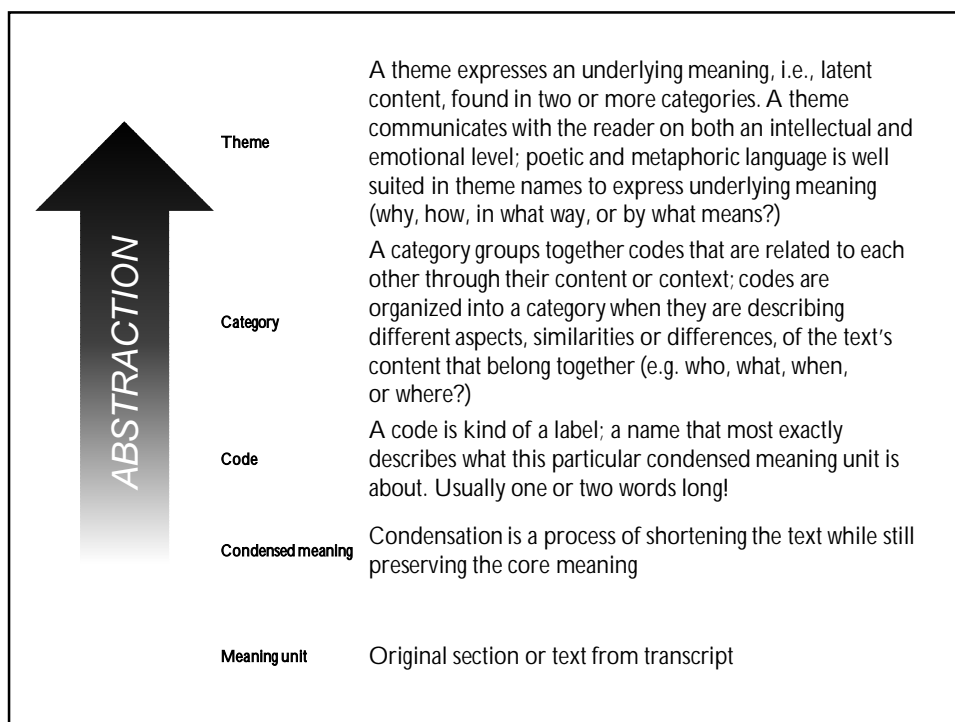 A theme expresses an underlying meaning, i.e., latent
content, found in two or more categories. A theme
communicates with the reader on both an intellectual and
emotional level; poetic and metaphoric language is well
suited in theme names to express underlying meaning
(why, how, in what way, or by what means?)
Theme
A category groups together codes that are related to each
other through their content or context; codes are
organized into a category when they are describing
different aspects, similarities or differences, of the text's
content that belong together (e.g. who, what, when,
or where?)
Category
A code is kind of a label; a name that most exactly
describes what this particular condensed meaning unit is
about. Usually one or two words long!
Code
Condensed meaning
Condensation is a process of shortening the text while still
preserving the core meaning
Meaning unit
Original section or text from transcript
ABSTRACTION